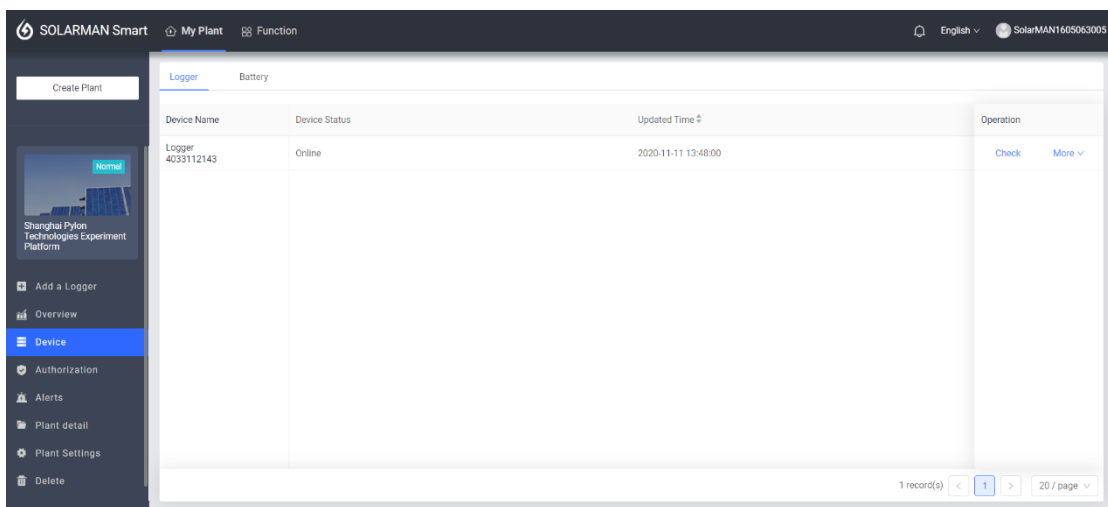 SOLARMAN Smart My Plant Function English SolarMAN1605063005
Create Plant
Normal
Shanghai Pylon
Technologies Experiment
Platform
Add a Logger
Overview
Device
Authorization
Alerts
Plant detail
Plant Settings
Delete
Logger Battery
Device Name Device Status Updated Time Operation
Logger
4033112143 Online 2020-11-11 13:48:00 Check More
1 record(s) < 1 > 20 / page